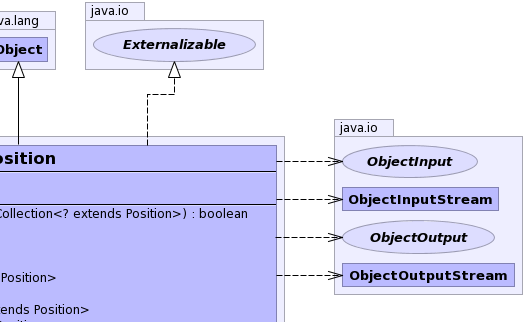 va.lang
java.io
Object
Externalizable
java.io
osition
ObjectInput
ObjectInputStream
Collection<? extends Position>) : boolean
ObjectOutput
Position>
ObjectOutputStream
ends Position>